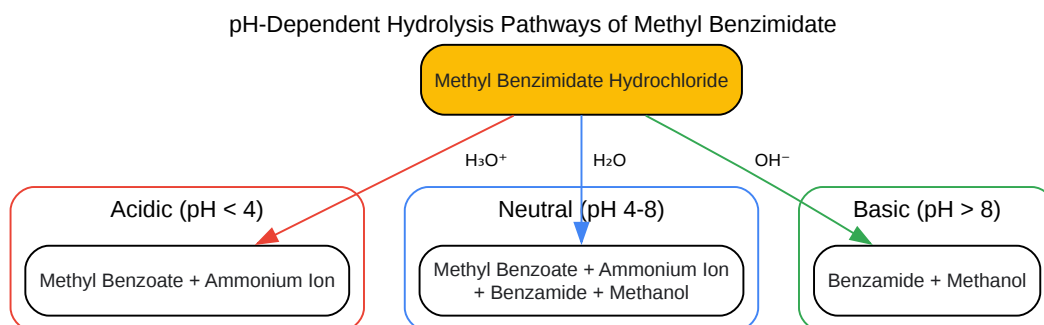 pH-Dependent Hydrolysis Pathways of Methyl Benzimidate
Methyl Benzimidate Hydrochloride
H₃O⁺
H₂O
OH⁻
Acidic (pH < 4)
Neutral (pH 4-8)
Basic (pH > 8)
Methyl Benzoate + Ammonium Ion
Methyl Benzoate + Ammonium Ion
+ Benzamide + Methanol
Benzamide + Methanol